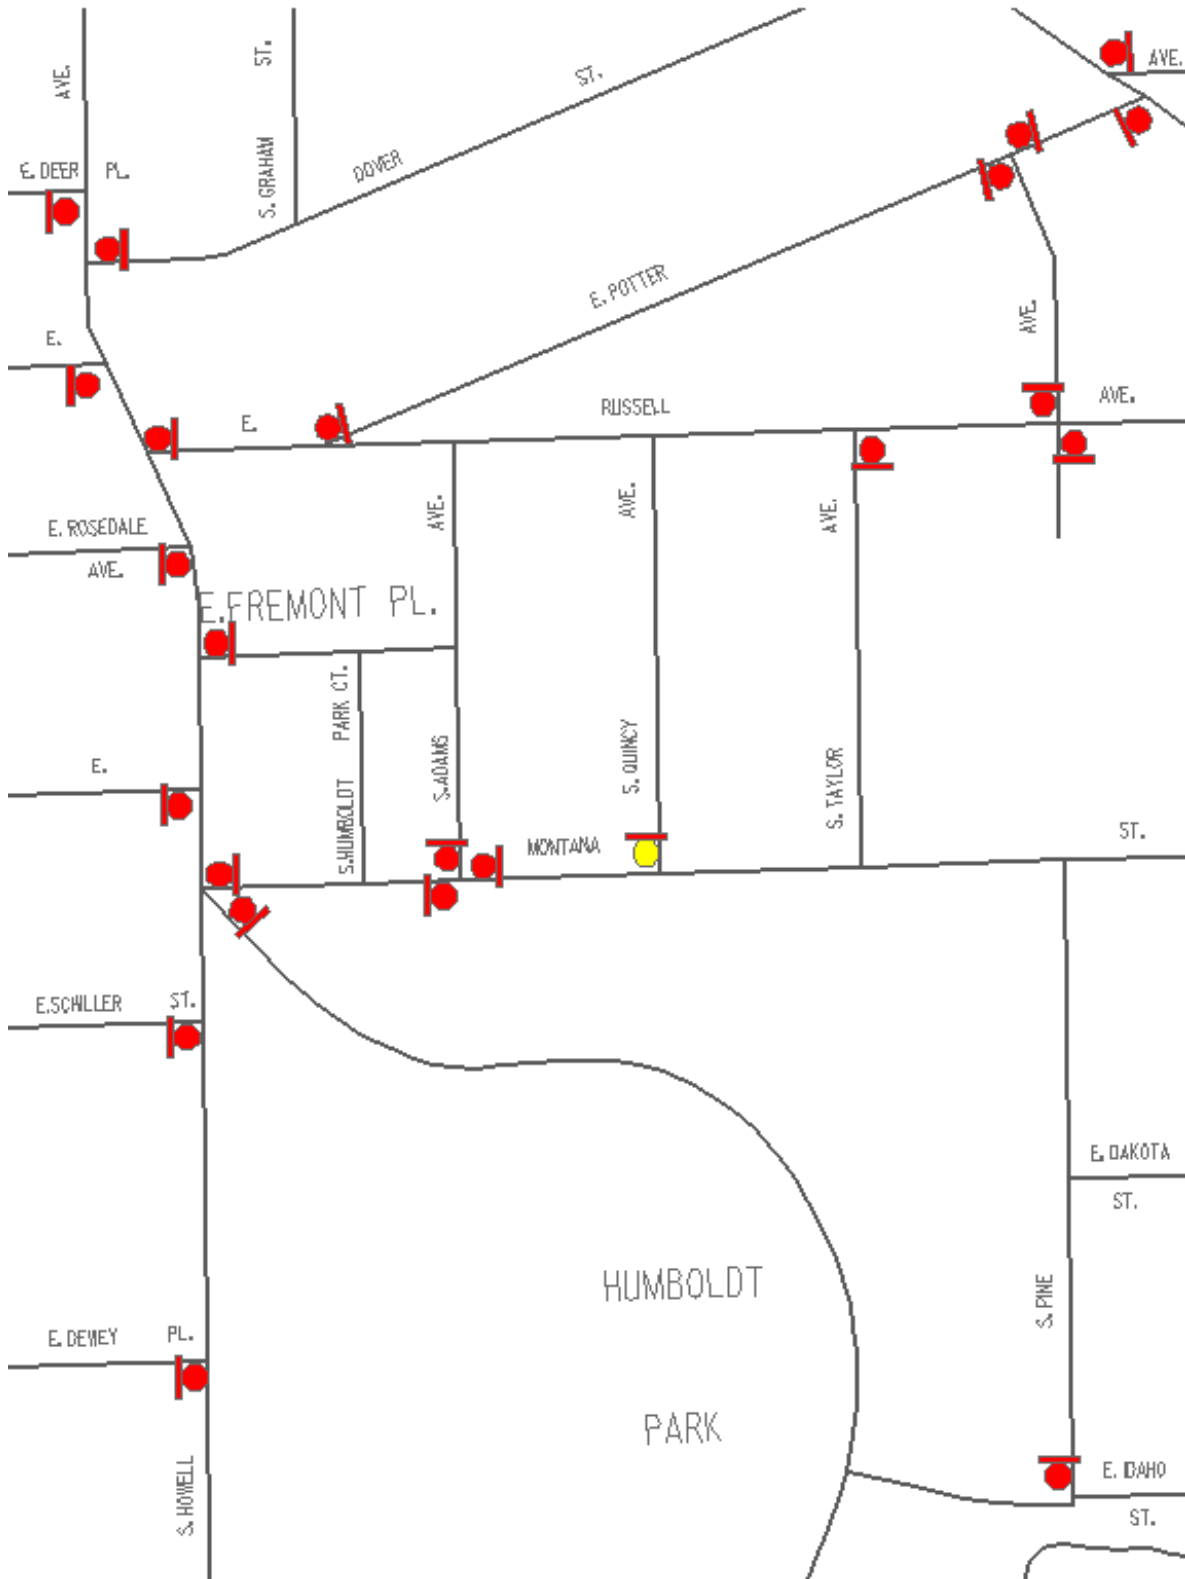 ST.
AVE.
AVE.
ST.
E. DEER PL.
DOVER
S. GRAHAM
E. POTTER
AVE.
E.
RUSSELL
AVE.
E.
AVE.
AVE.
AVE.
E. ROSEDALE
AVE.
E.FREMONT PL.
PARK CT.
S. QUINCY
S.ADAMS
E.
S. TAYLOR
S.HUMBOLDT
MONTANA
ST.
E.SCHILLER ST.
E. DAKOTA
ST.
HUMBOLDT
S. PINE
E. DEWEY PL.
PARK
E. IDAHO
S. HOWELL
ST.